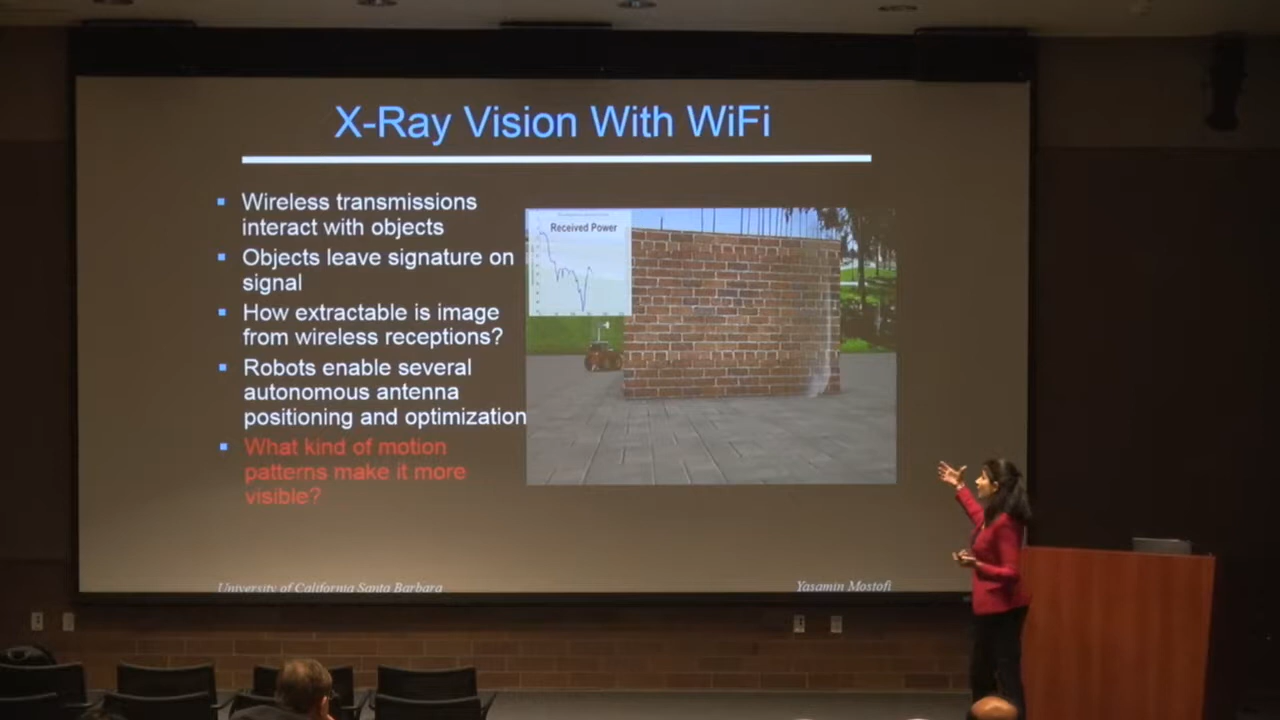 X-Ray Vision With WiFi
Wireless transmissions
interact with objects
Objects leave signature on
signal
How extractable is image
from wireless receptions?
Robots enable several
autonomous antenna
positioning and optimization
What kind of motion
patterns make it more
visible?
Received Power
University of California Santa Barbara
Yasamin Mostofi